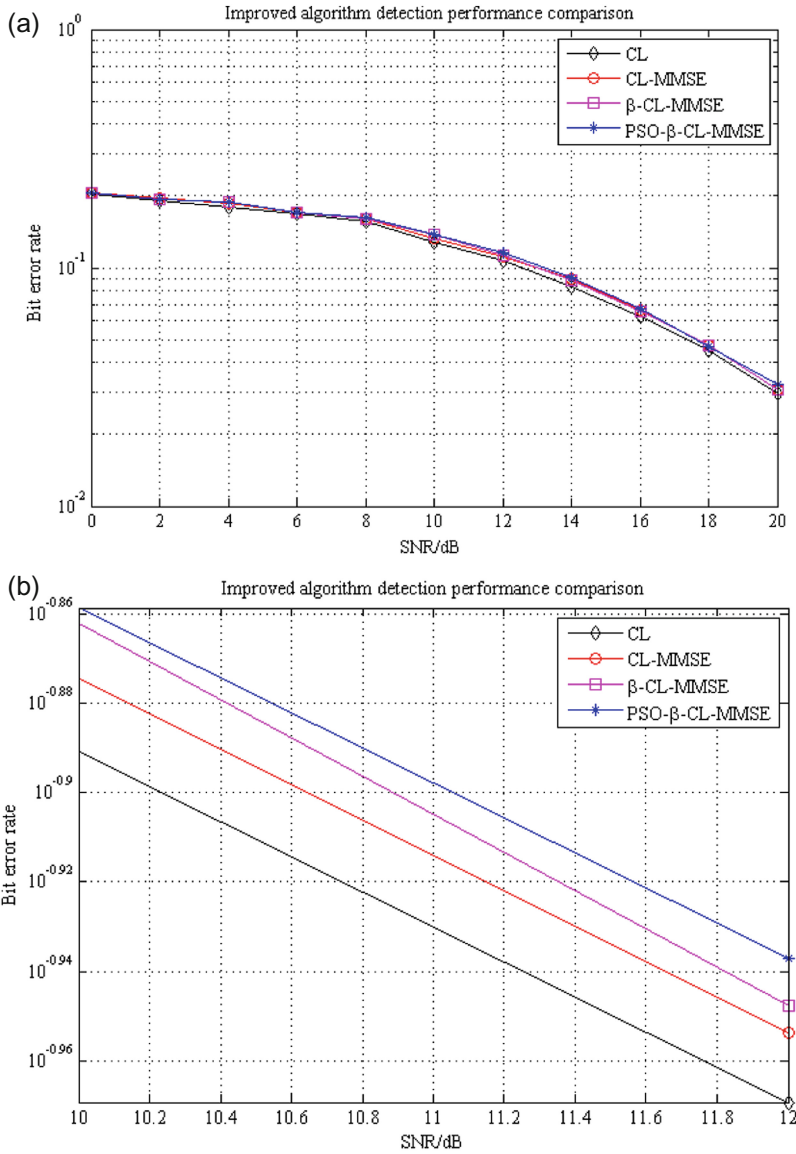 (a)
Improved algorithm detection performance comparison
10^0
10^-1
10^-2
Bit error rate
CL
CL-MMSE
β-CL-MMSE
PSO-β-CL-MMSE
0 2 4 6 8 10 12 14 16 18 20
SNR/dB
(b)
Improved algorithm detection performance comparison
10^-0.86
10^-0.88
10^-0.9
10^-0.92
10^-0.94
10^-0.96
Bit error rate
CL
CL-MMSE
β-CL-MMSE
PSO-β-CL-MMSE
10 10.2 10.4 10.6 10.8 11 11.2 11.4 11.6 11.8 12
SNR/dB